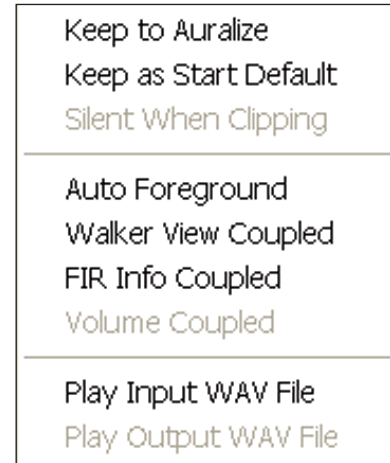 Keep to Auralize
Keep as Start Default
Silent When Clipping
Auto Foreground
Walker View Coupled
FIR Info Coupled
Volume Coupled
Play Input WAV File
Play Output WAV File